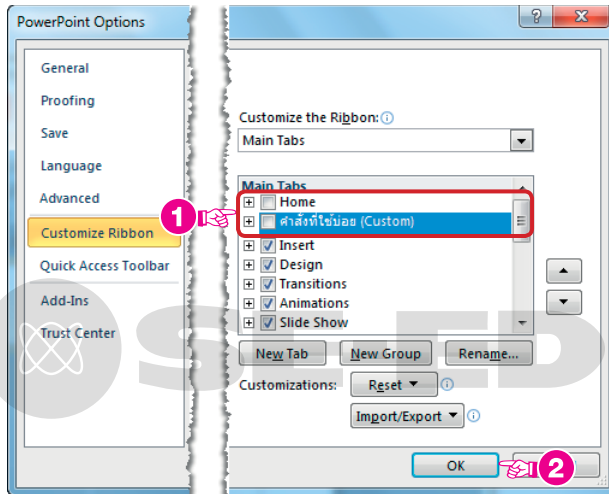 PowerPoint Options
General
Proofing
Save
Language
Advanced
Customize Ribbon
Quick Access Toolbar
Add-Ins
Trust Center
Customize the Ribbon:
Main Tabs
Main Tabs
Home
คำสั่งที่ใช้บ่อย (Custom)
Insert
Design
Transitions
Animations
Slide Show
New Tab
New Group
Rename...
Customizations:
Reset
Import/Export
OK
1
2
SE-ED